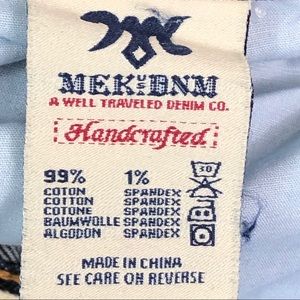 MEK DNM
A WELL TRAVELED DENIM CO.
Handcrafted
99% 1%
COTON SPANDEX
COTTON SPANDEX
COTONE SPANDEX
BAUMWOLLE SPANDEX
ALGODON SPANDEX
30
MADE IN CHINA
SEE CARE ON REVERSE